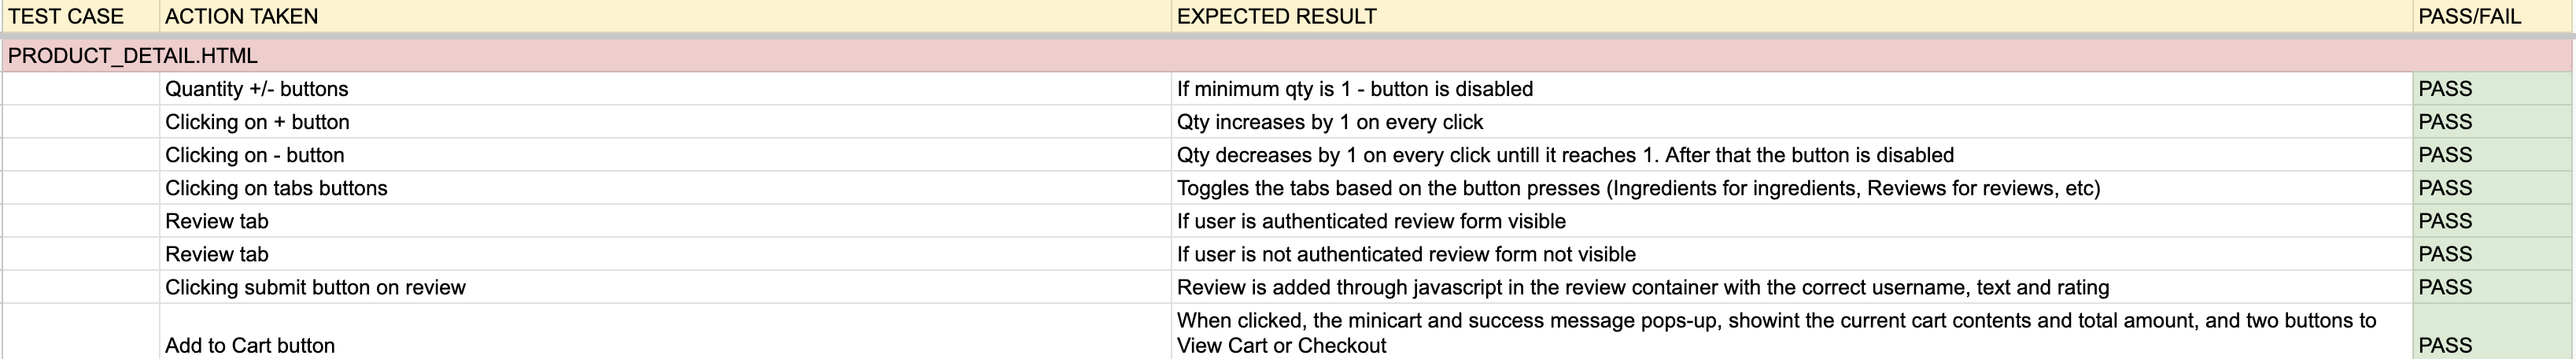 TEST CASE ACTION TAKEN EXPECTED RESULT PASS/FAIL
PRODUCT_DETAIL.HTML
Quantity +/- buttons If minimum qty is 1 - button is disabled PASS
Clicking on + button Qty increases by 1 on every click PASS
Clicking on - button Qty decreases by 1 on every click untill it reaches 1. After that the button is disabled PASS
Clicking on tabs buttons Toggles the tabs based on the button presses (Ingredients for ingredients, Reviews for reviews, etc) PASS
Review tab If user is authenticated review form visible PASS
Review tab If user is not authenticated review form not visible PASS
Clicking submit button on review Review is added through javascript in the review container with the correct username, text and rating PASS
When clicked, the minicart and success message pops-up, showint the current cart contents and total amount, and two buttons to
Add to Cart button View Cart or Checkout PASS